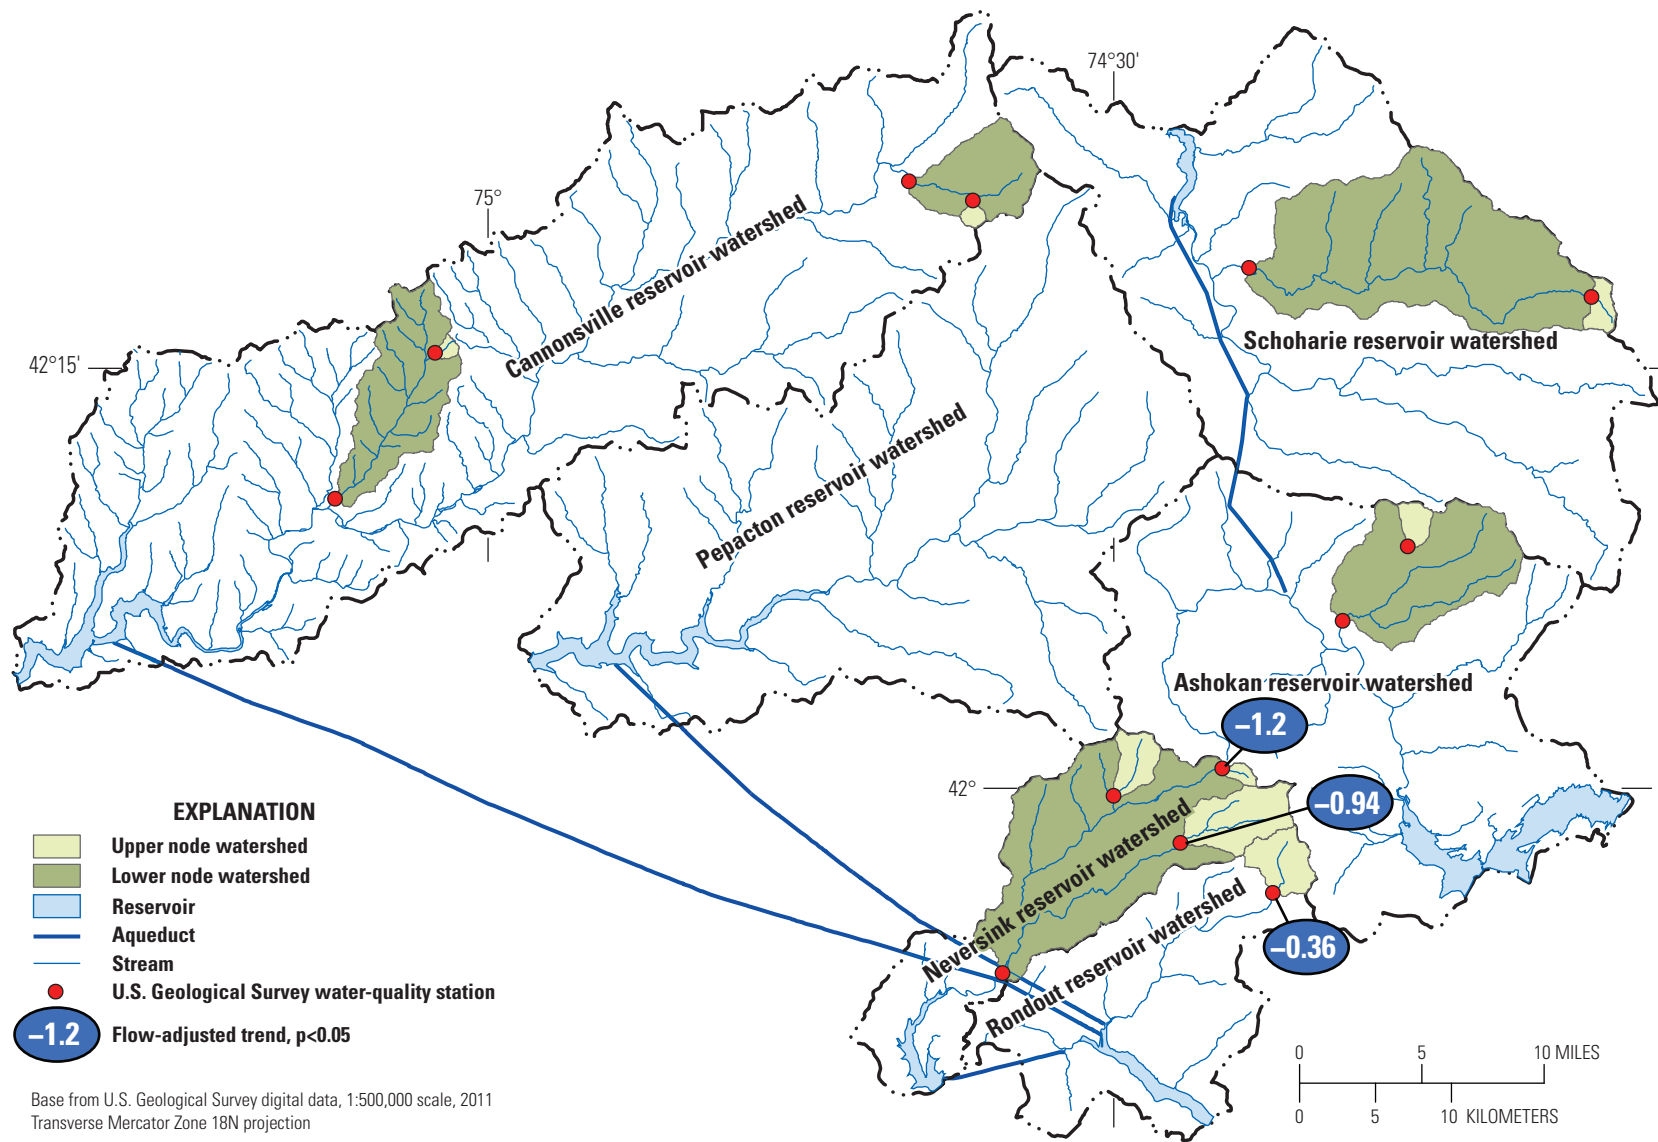 74°30'
75°
Cannonsville reservoir watershed
Schoharie reservoir watershed
42°15'
Pepacton reservoir watershed
Ashokan reservoir watershed
–1.2
42°
–0.94
Neversink reservoir watershed
Rondout reservoir watershed
–0.36
EXPLANATION
Upper node watershed
Lower node watershed
Reservoir
Aqueduct
Stream
U.S. Geological Survey water-quality station
–1.2 Flow-adjusted trend, p<0.05
0 5 10 MILES
0 5 10 KILOMETERS
Base from U.S. Geological Survey digital data, 1:500,000 scale, 2011
Transverse Mercator Zone 18N projection